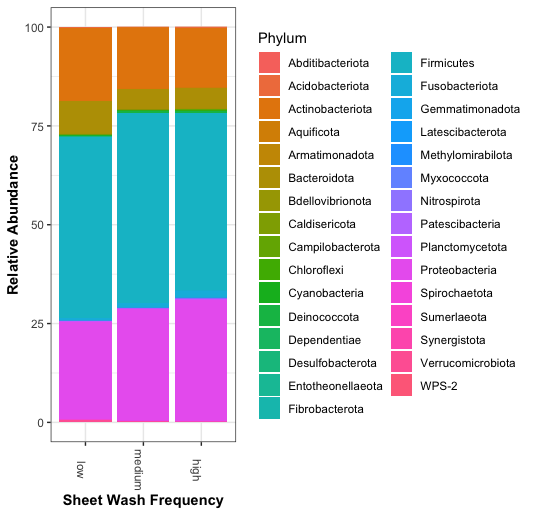 Relative Abundance
100
75
50
25
0
low
medium
high
Sheet Wash Frequency
Phylum
Abditibacteriota
Acidobacteriota
Actinobacteriota
Aquificota
Armatimonadota
Bacteroidota
Bdellovibrionota
Caldisericota
Campilobacterota
Chloroflexi
Cyanobacteria
Deinococcota
Dependentiae
Desulfobacterota
Entotheonellaeota
Fibrobacterota
Firmicutes
Fusobacteriota
Gemmatimonadota
Latescibacterota
Methylomirabilota
Myxococcota
Nitrospirota
Patescibacteria
Planctomycetota
Proteobacteria
Spirochaetota
Sumerlaeota
Synergistota
Verrucomicrobiota
WPS-2